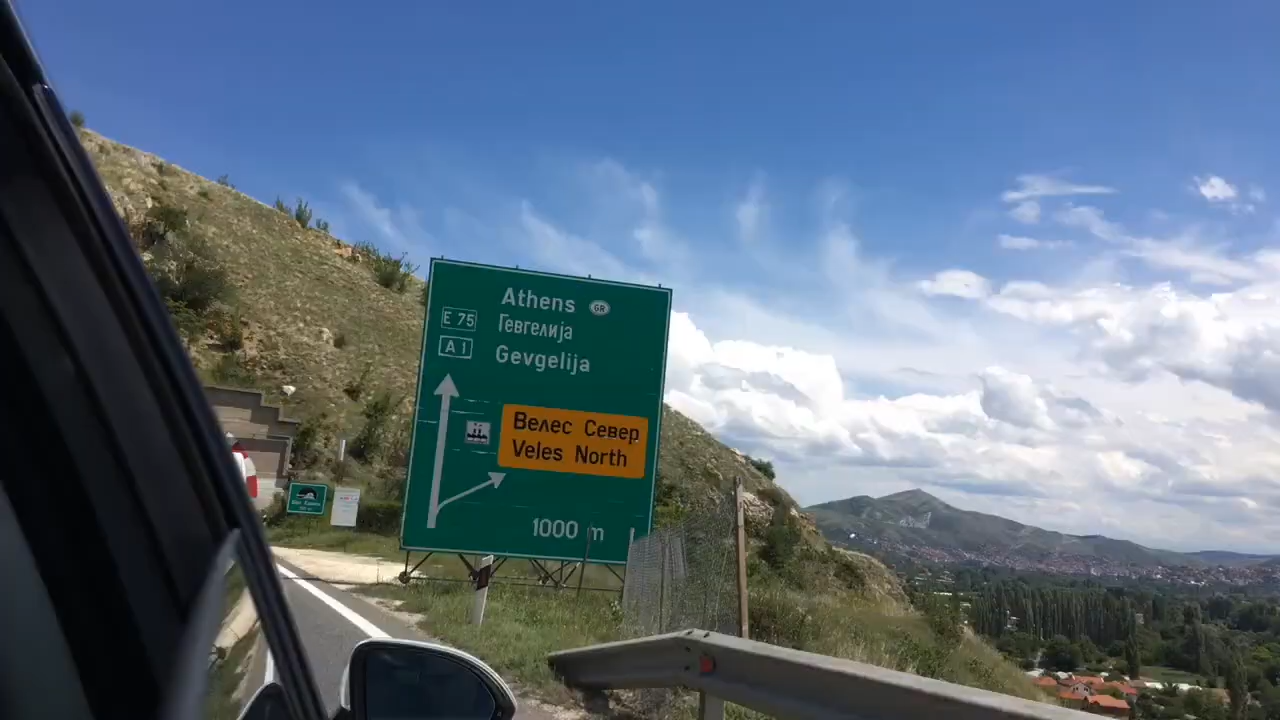 Athens GR
E 75 Гевгелија
A 1 Gevgelija
Велес Север
Veles North
1000 m